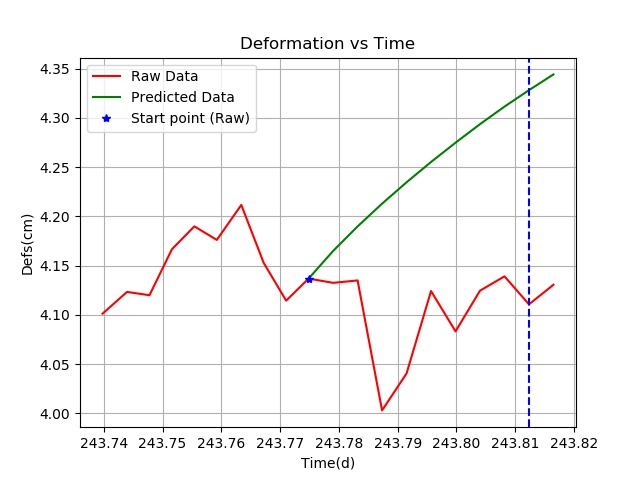 Deformation vs Time
Raw Data
Predicted Data
Start point (Raw)
4.35
4.30
4.25
4.20
4.15
4.10
4.05
4.00
Defs(cm)
243.74 243.75 243.76 243.77 243.78 243.79 243.80 243.81 243.82
Time(d)